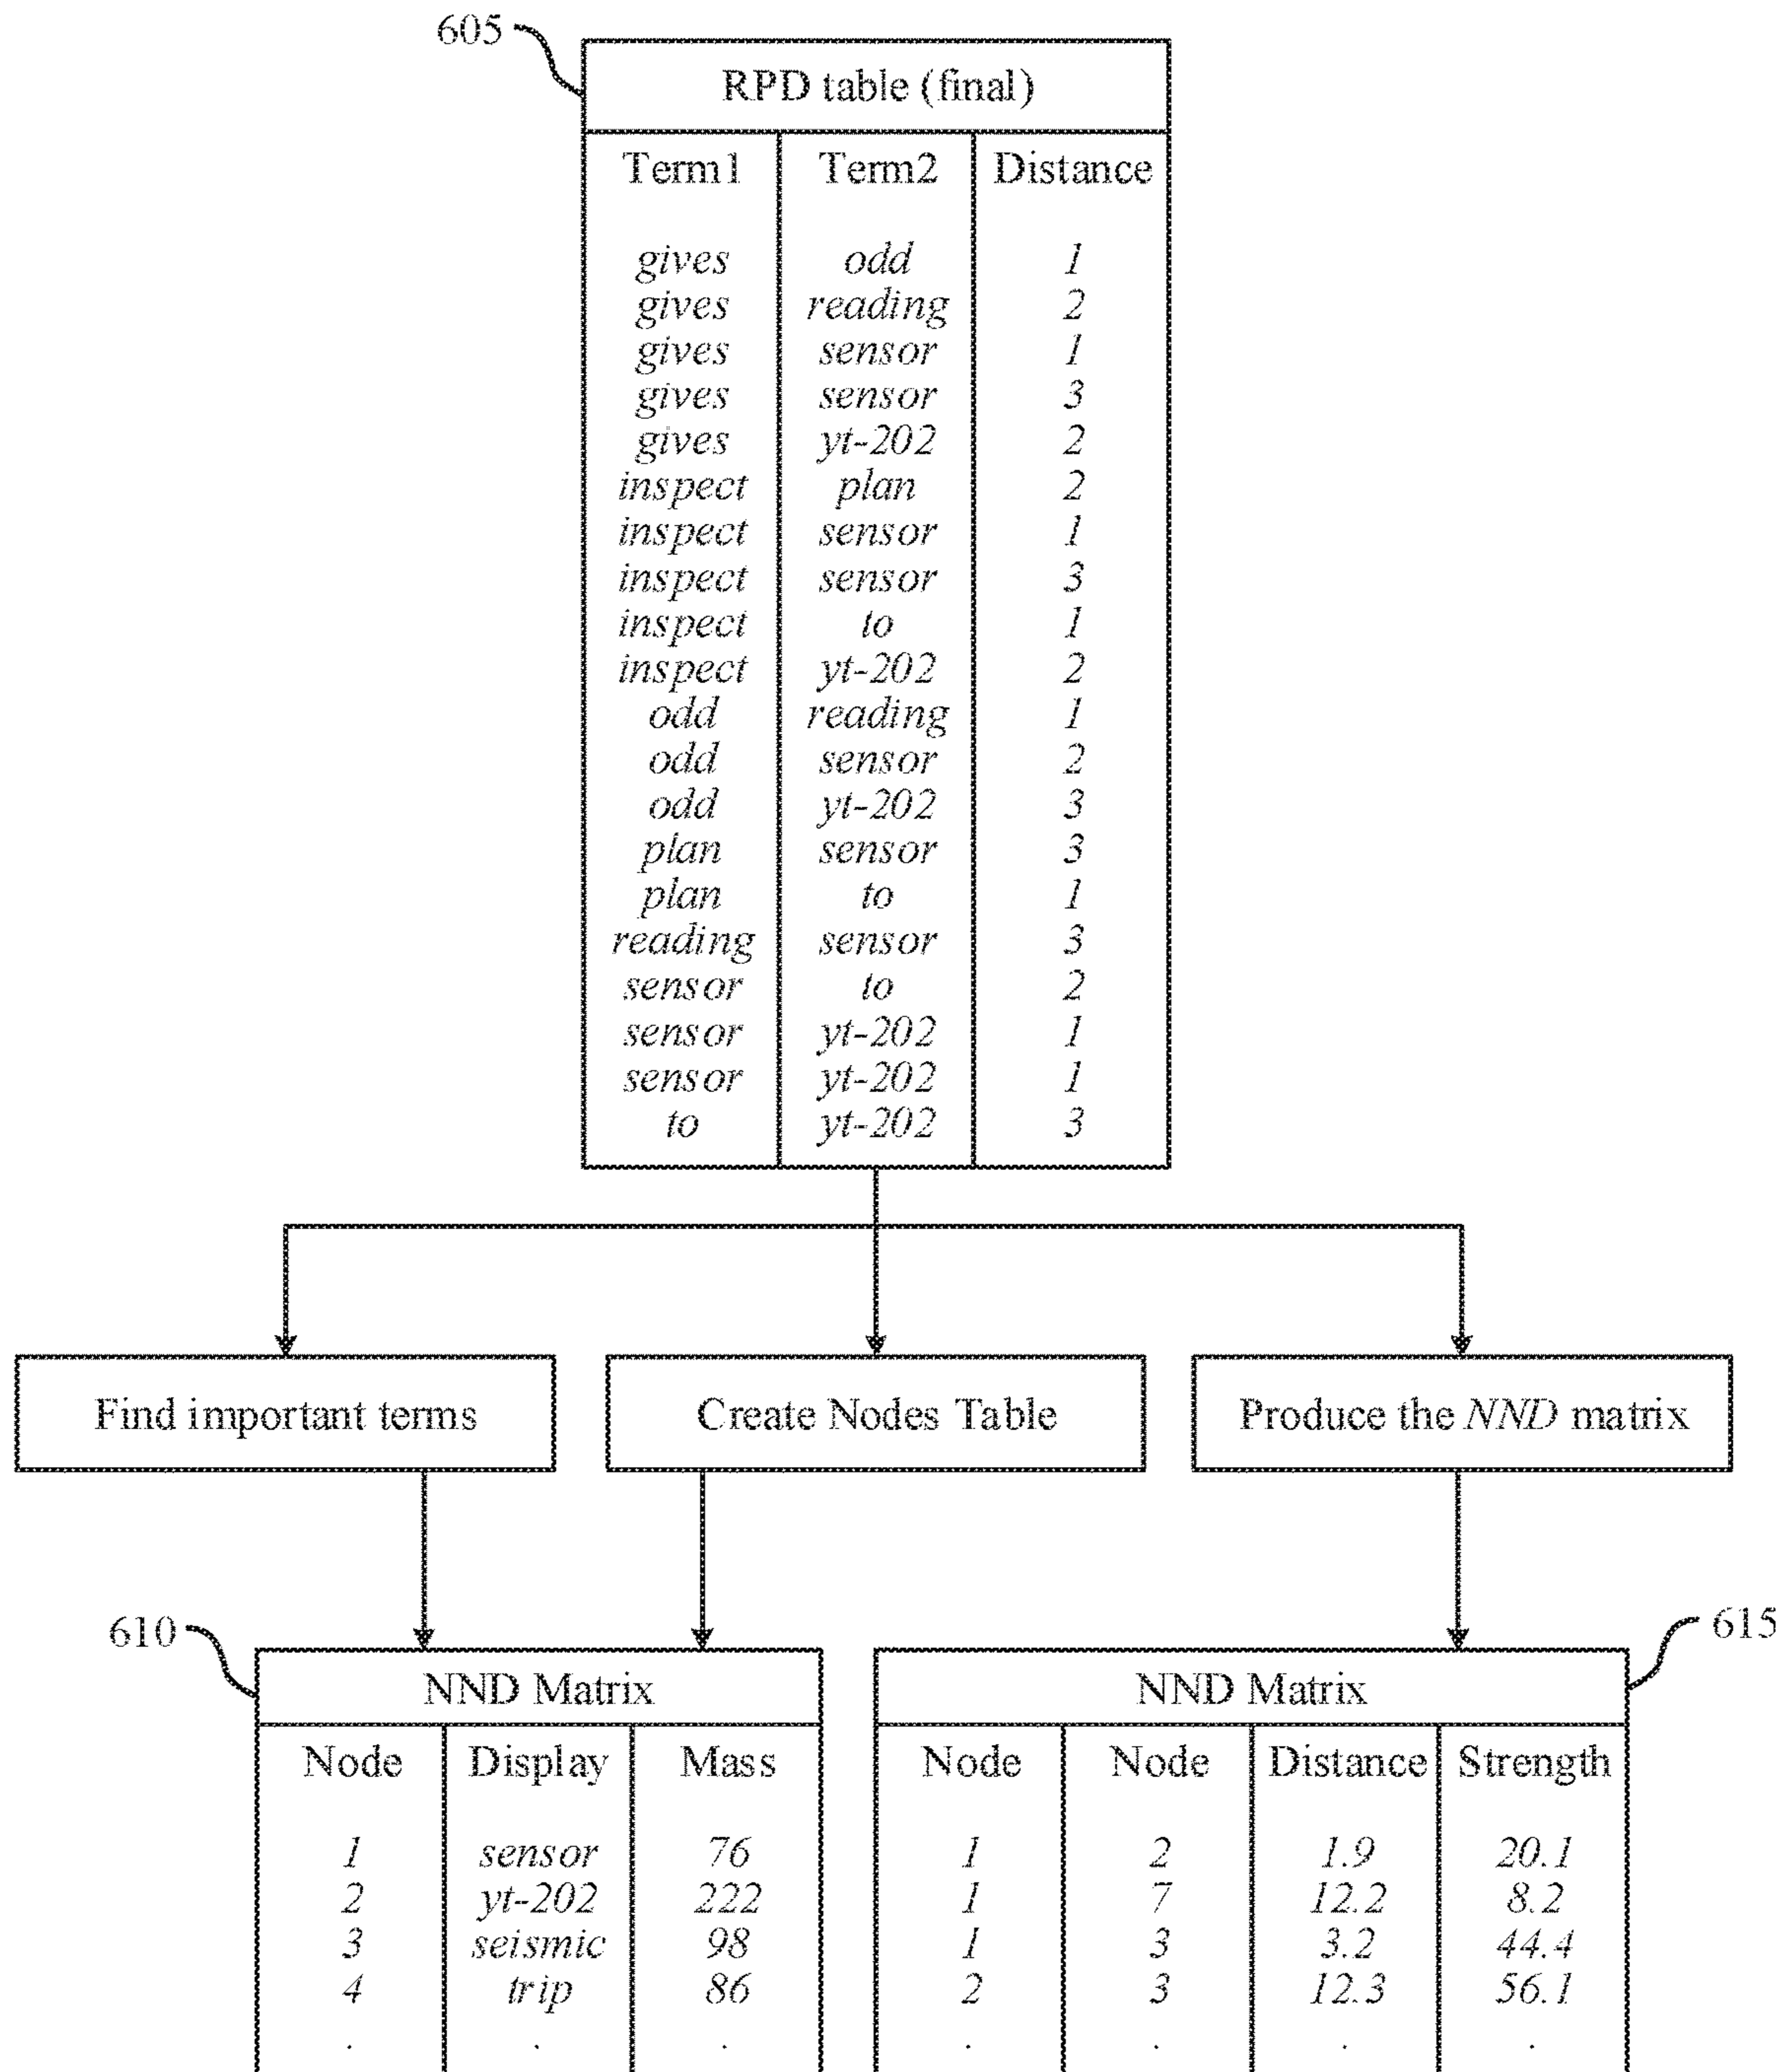 605
RPD table (final)
Term1 Term2 Distance
gives odd 1
gives reading 2
gives sensor 1
gives sensor 3
gives yt-202 2
inspect plan 2
inspect sensor 1
inspect sensor 3
inspect to 1
inspect yt-202 2
odd reading 1
odd sensor 2
odd yt-202 3
plan sensor 3
plan to 1
reading sensor 3
sensor to 2
sensor yt-202 1
sensor yt-202 1
to yt-202 3
Find important terms
Create Nodes Table
Produce the NND matrix
610
NND Matrix
Node Display Mass
1 sensor 76
2 yt-202 222
3 seismic 98
4 trip 86
. . .
615
NND Matrix
Node Node Distance Strength
1 2 1.9 20.1
1 7 12.2 8.2
1 3 3.2 44.4
2 3 12.3 56.1
. . . .